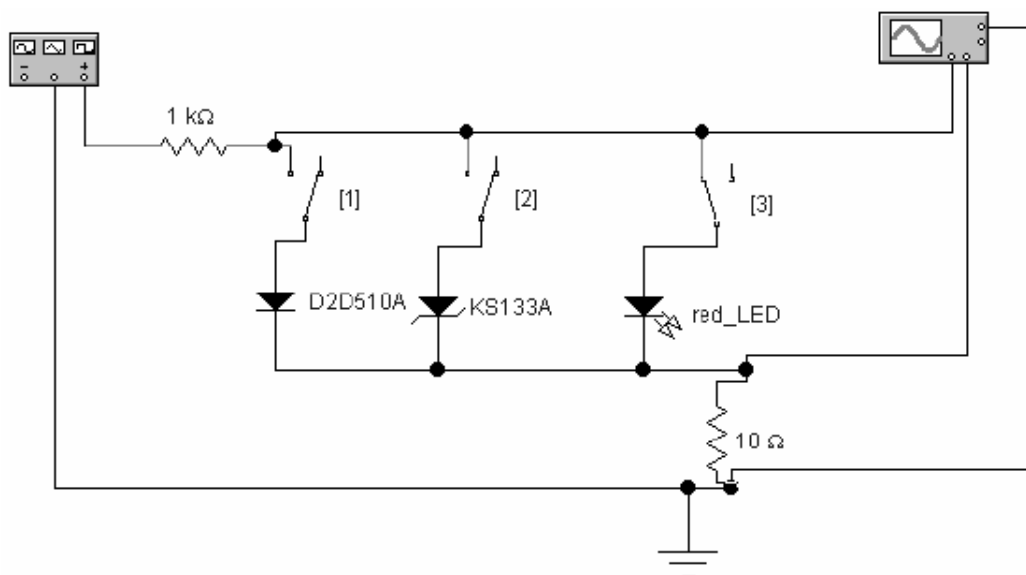 1 kΩ
[1]
[2]
[3]
D2D510A
KS133A
red_LED
10 Ω